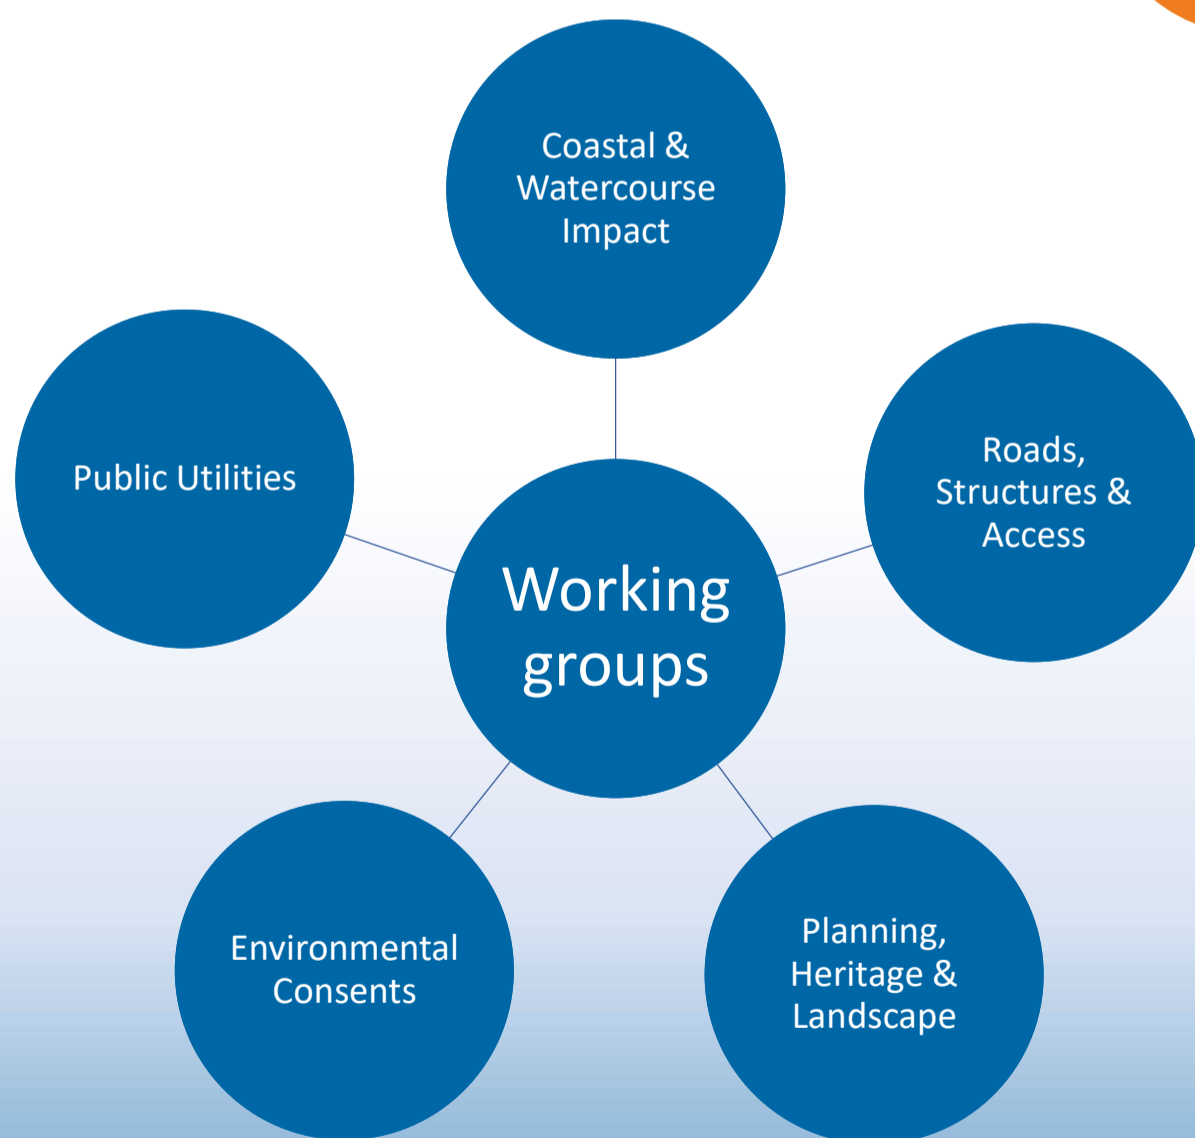 Coastal &
Watercourse
Impact
Public Utilities
Roads,
Structures &
Access
Working
groups
Environmental
Consents
Planning,
Heritage &
Landscape